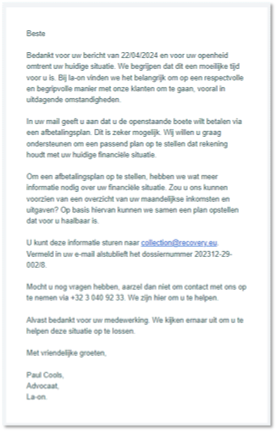 Beste
Bedankt voor uw bericht van 22/04/2024 en voor uw openheid
omtrent uw huidige situatie. We begrijpen dat dit een moeilijke tijd
voor u is. Bij la-on vinden we het belangrijk om op een respectvolle
en begripvolle manier met onze klanten om te gaan, vooral in
uitdagende omstandigheden.
In uw mail geeft u aan dat u de openstaande boete wilt betalen via
een afbetalingsplan. Dit is zeker mogelijk. Wij willen u graag
ondersteunen om een passend plan op te stellen dat rekening
houdt met uw huidige financiële situatie.
Om een afbetalingsplan op te stellen, hebben we wat meer
informatie nodig over uw financiële situatie. Zou u ons kunnen
voorzien van een overzicht van uw maandelijkse inkomsten en
uitgaven? Op basis hiervan kunnen we samen een plan opstellen
dat voor u haalbaar is.
U kunt deze informatie sturen naar collection@recovery.eu.
Vermeld in uw e-mail alstublieft het dossiernummer 202312-29-
002/8.
Mocht u nog vragen hebben, aarzel dan niet om contact met ons op
te nemen via +32 3 040 92 33. We zijn hier om u te helpen.
Alvast bedankt voor uw medewerking. We kijken ernaar uit om u te
helpen deze situatie op te lossen.
Met vriendelijke groeten,
Paul Cools,
Advocaat,
La-on.